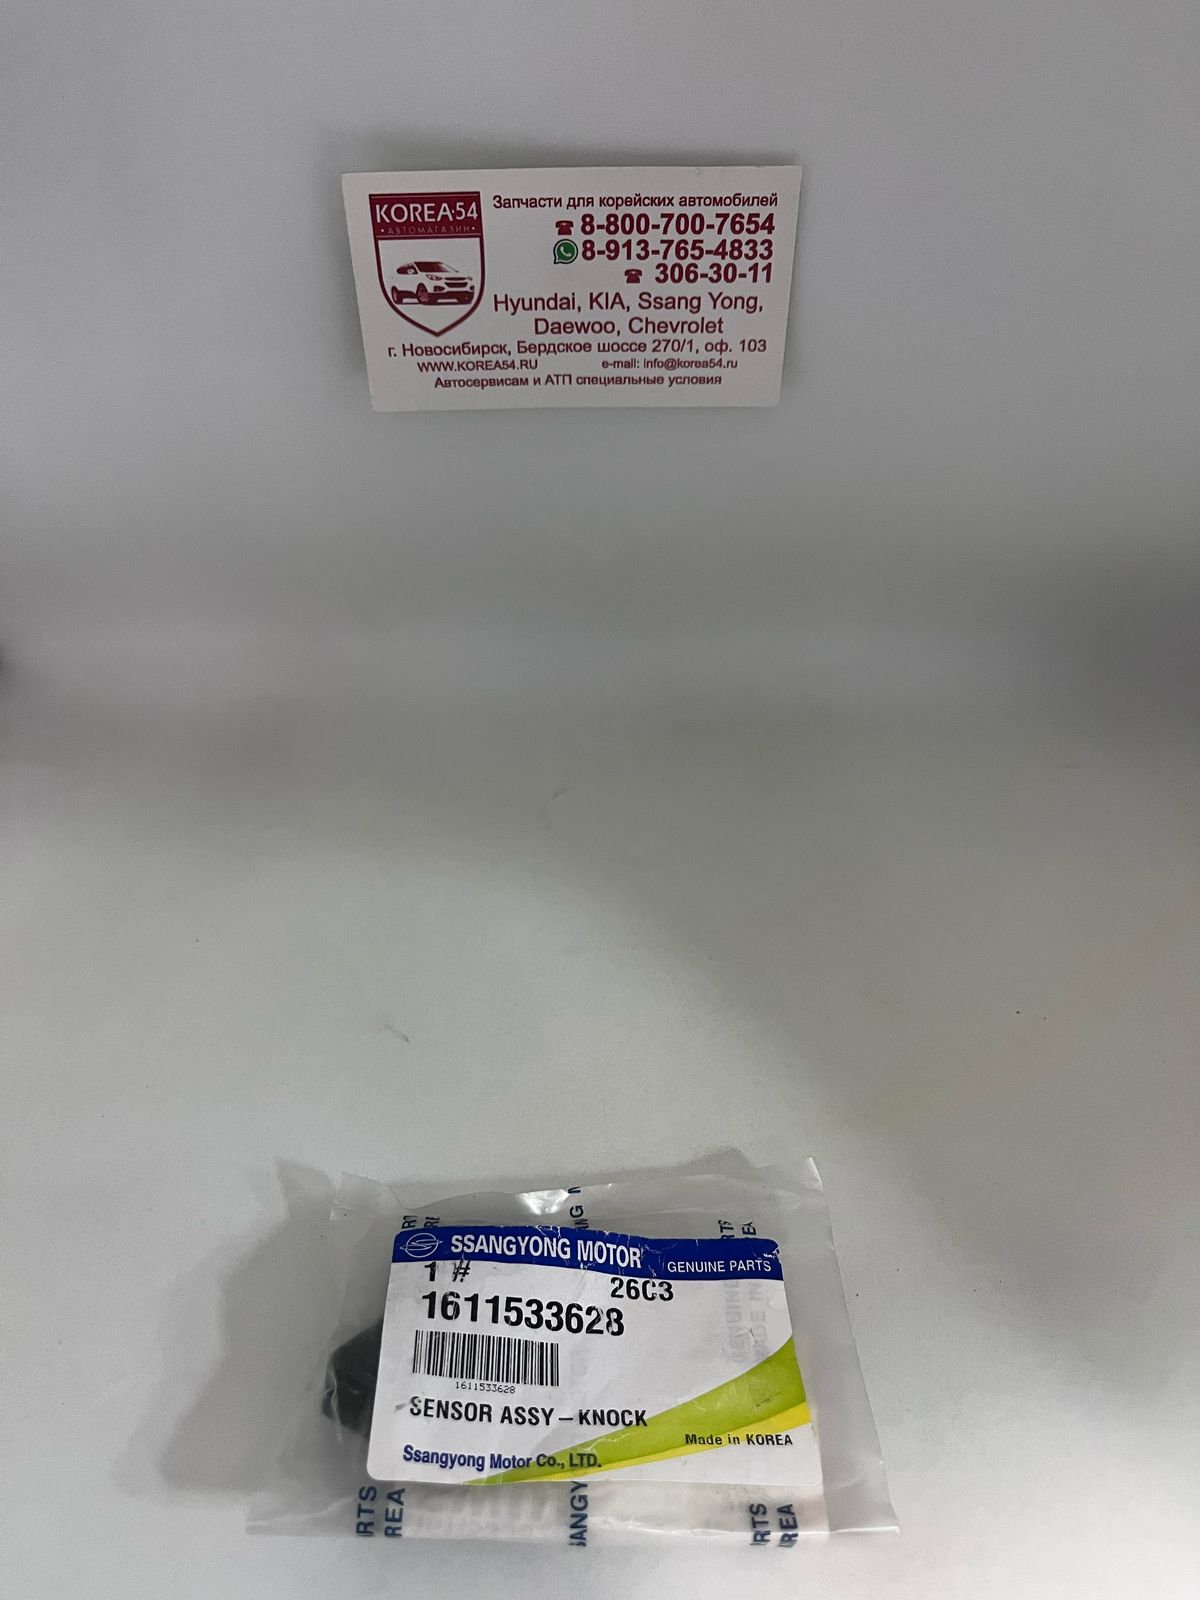 KOREA·54
·АВТОМАГАЗИН·
Запчасти для корейских автомобилей
8-800-700-7654
8-913-765-4833
306-30-11
Hyundai, KIA, Ssang Yong,
Daewoo, Chevrolet
г. Новосибирск, Бердское шоссе 270/1, оф. 103
WWW.KOREA54.RU e-mail: info@korea54.ru
Автосервисам и АТП специальные условия
SSANGYONG MOTOR GENUINE PARTS
1 #
26C3
1611533628
1611533628
SENSOR ASSY – KNOCK
Made in KOREA
Ssangyong Motor Co., LTD.